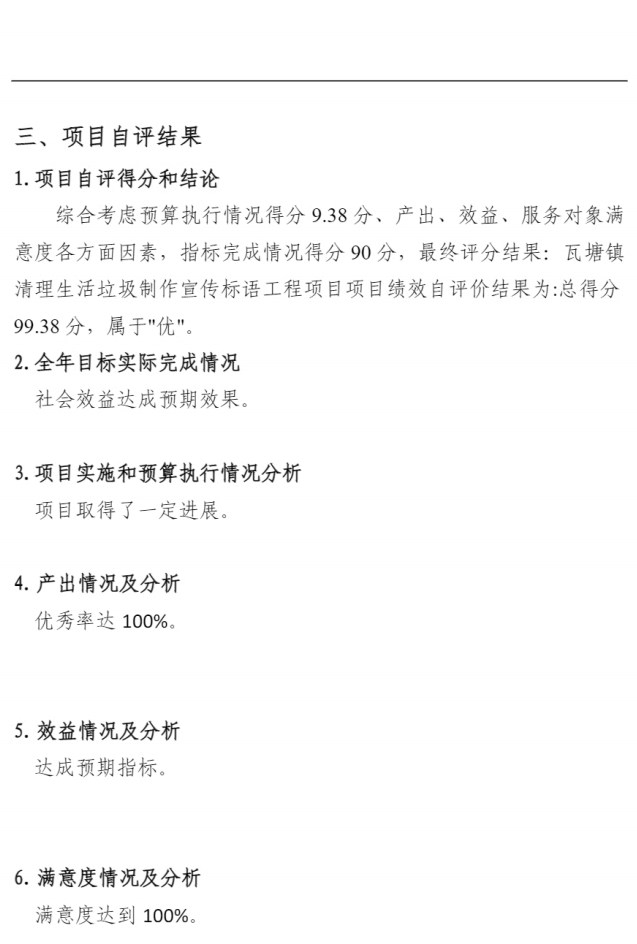 三、项目自评结果
1. 项目自评得分和结论
综合考虑预算执行情况得分 9.38 分、产出、效益、服务对象满
意度各方面因素，指标完成情况得分 90 分，最终评分结果：瓦塘镇
清理生活垃圾制作宣传标语工程项目项目绩效自评价结果为:总得分
99.38 分，属于"优"。
2. 全年目标实际完成情况
社会效益达成预期效果。
3. 项目实施和预算执行情况分析
项目取得了一定进展。
4. 产出情况及分析
优秀率达 100%。
5. 效益情况及分析
达成预期指标。
6. 满意度情况及分析
满意度达到 100%。